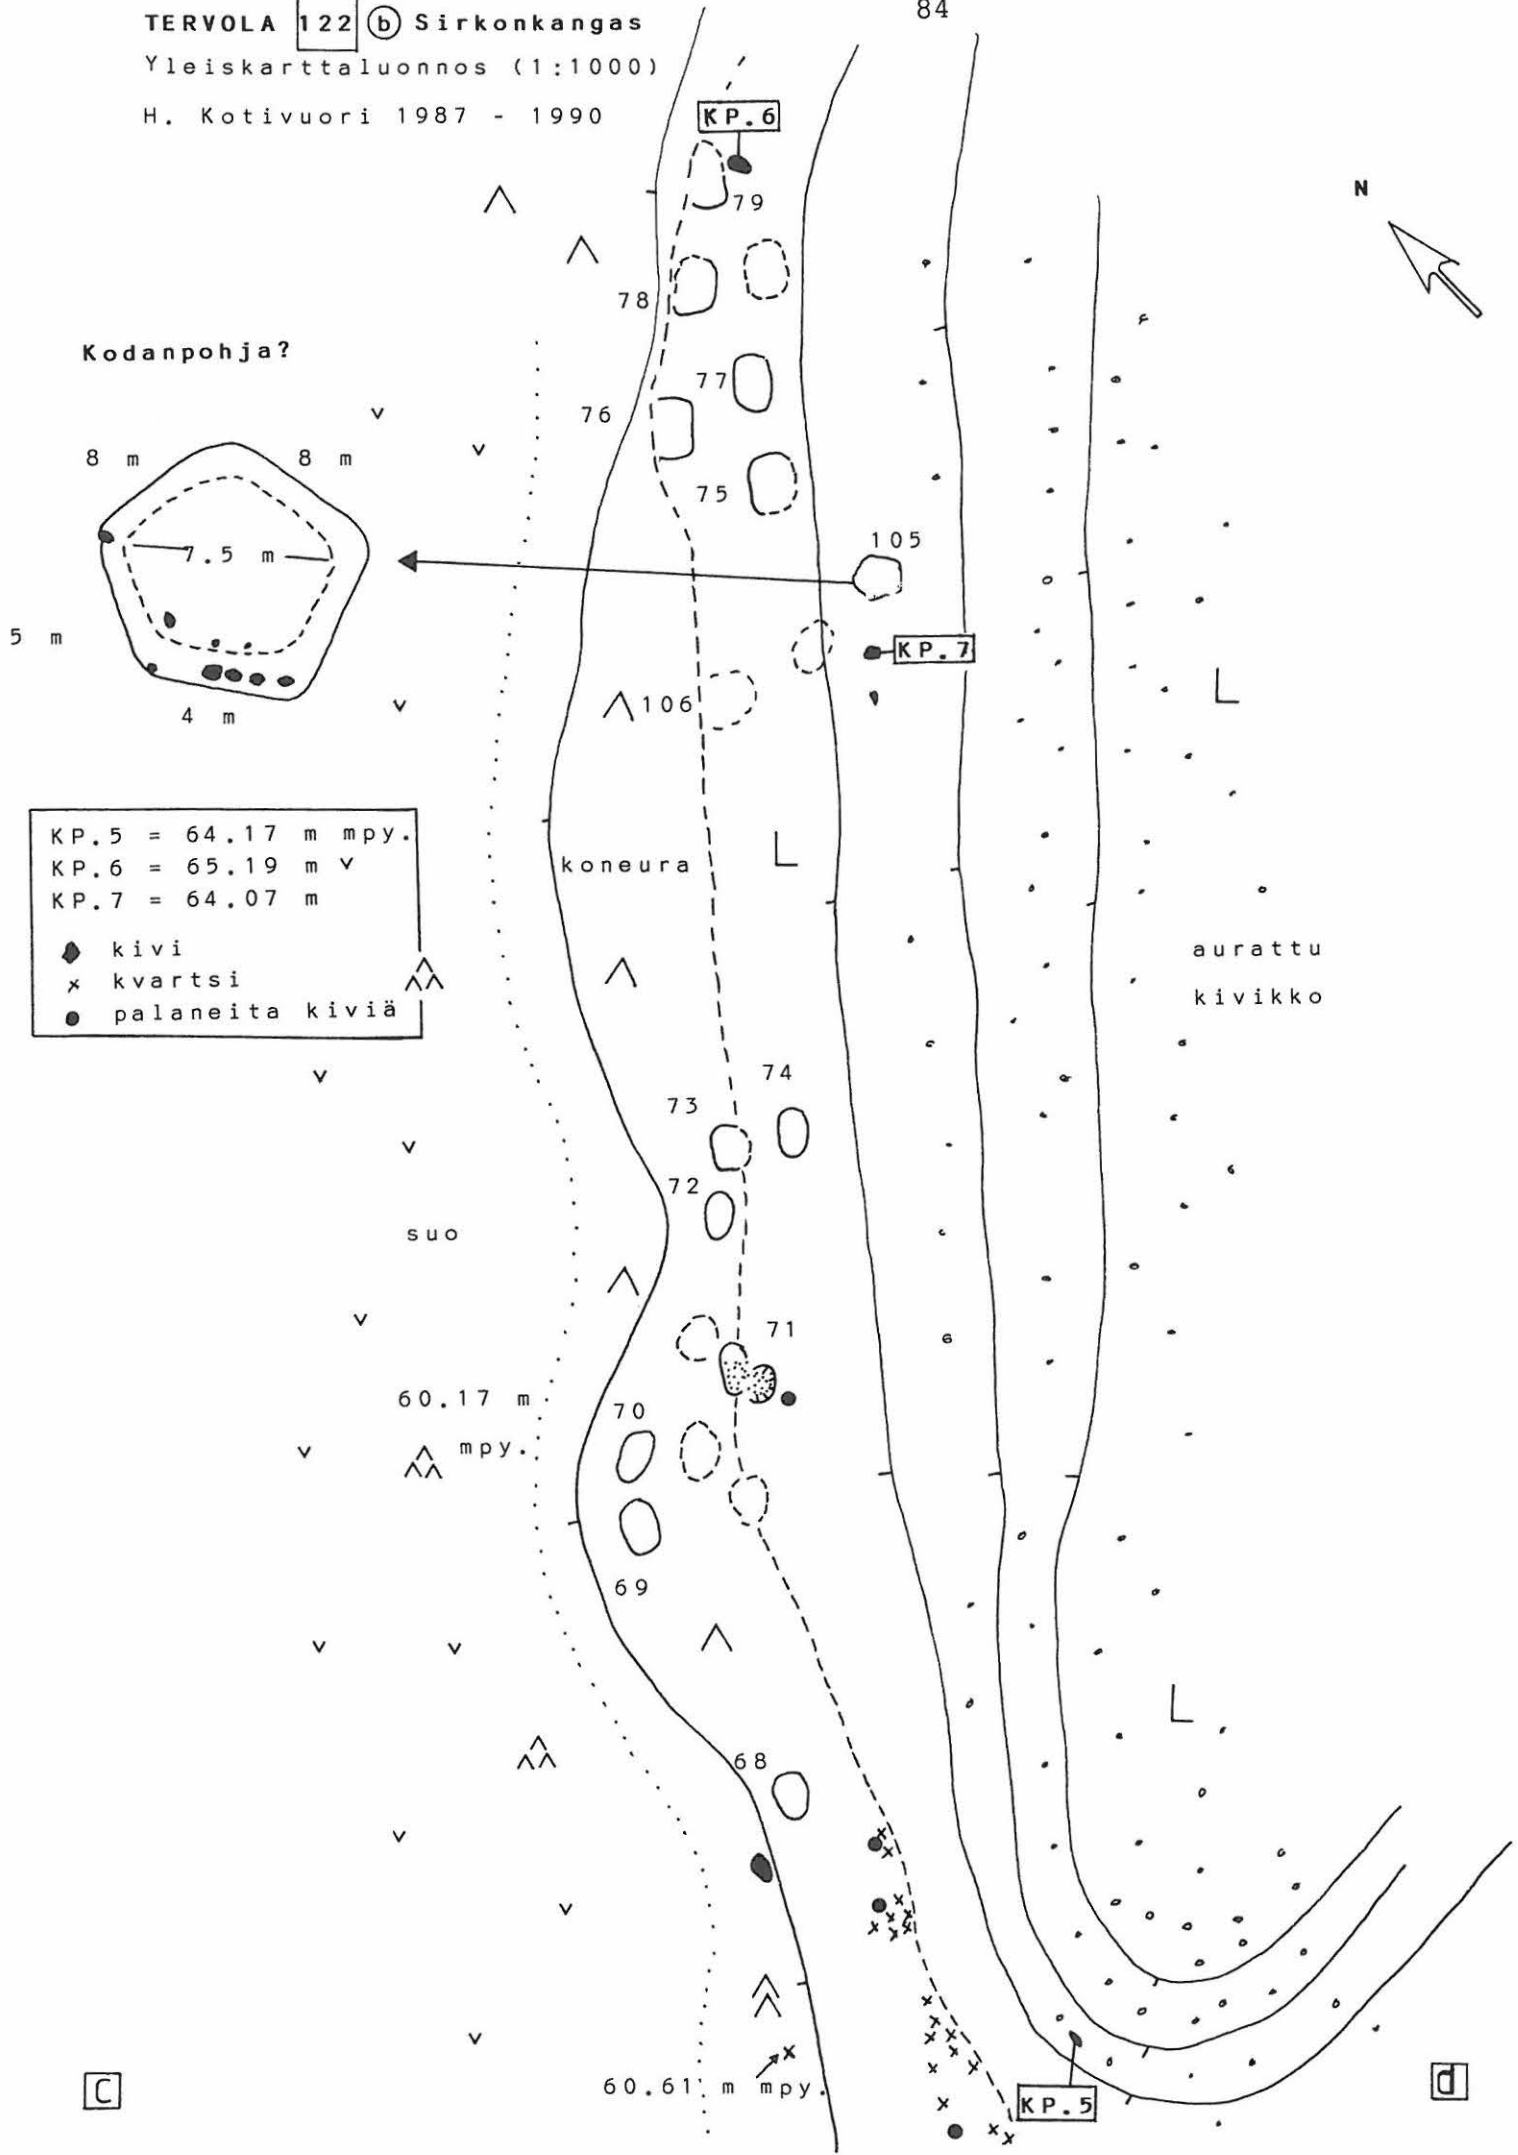 84
TERVOLA 122 b Sirkonkangas
Yleiskarttaluonnos (1:1000)
H. Kotivuori 1987 - 1990
KP.6
79
N
78
Kodanpohja?
77
76
8 m
8 m
75
105
7.5 m
5 m
KP.7
106
4 m
KP.5 = 64.17 m mpy.
KP.6 = 65.19 m
KP.7 = 64.07 m
kivi
kvartsi
palaneita kiviä
koneura
aurattu
kivikko
74
73
72
suo
71
60.17 m
mpy.
70
69
68
60.61 m mpy.
KP.5
C
d